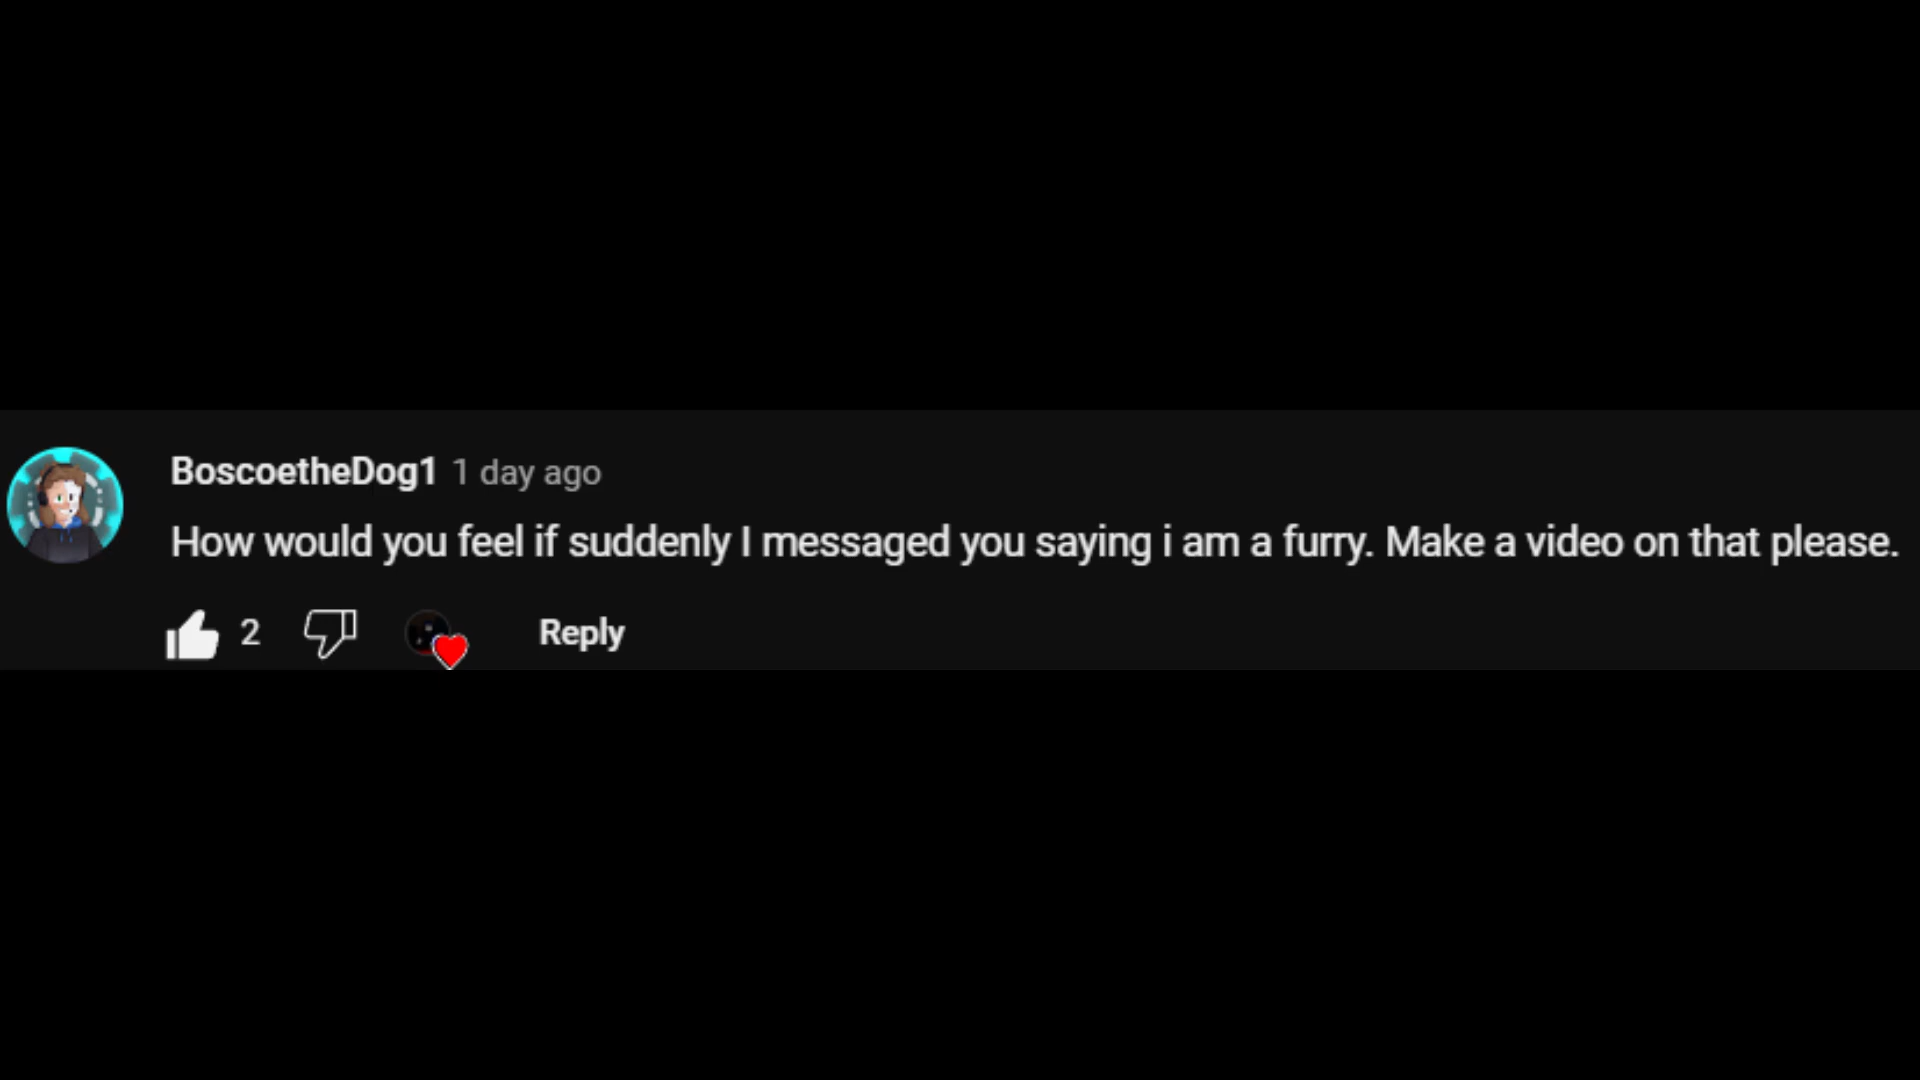 BoscoetheDog1 1 day ago
How would you feel if suddenly I messaged you saying i am a furry. Make a video on that please.
2 Reply